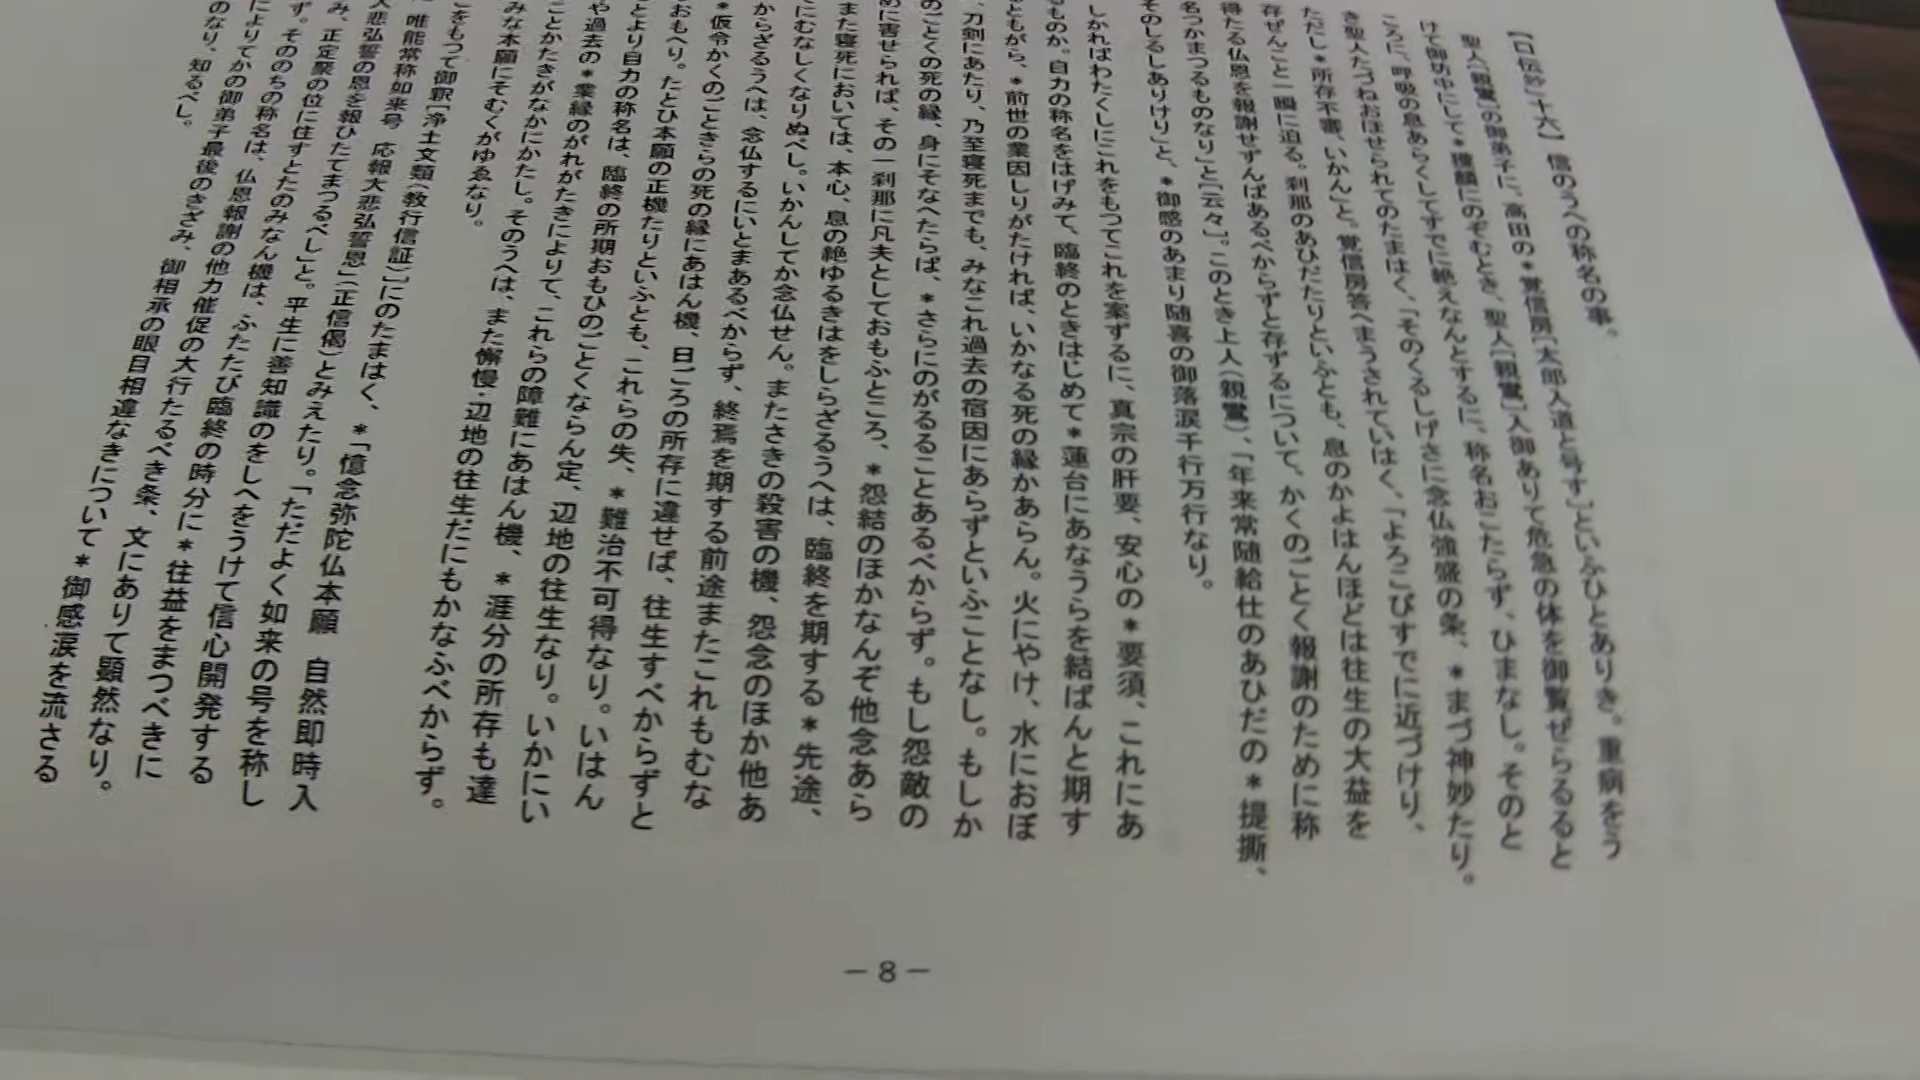 【口伝鈔・十六】 信のうへの称名の事。
聖人[親鸞]の御弟子に、高田の＊覚信房[太郎入道と号す]といふひとありき。重病をう
けて御坊中にして＊獲麟にのぞむとき、聖人[親鸞]入御ありて危急の体を御覧ぜらるると
ころに、呼吸の息あらくしてすでに絶えなんとするに、称名おこたらず、ひまなし。そのと
き聖人たづねおほせられてのたまはく、「そのくるしげさに念仏強盛の条、＊まづ神妙たり。
ただし＊所存不審、いかん」と。覚信房答へまうされていはく、「よろこびすでに近づけり、
存ぜんこと一瞬に迫る。刹那のあひだたりといふとも、息のかよはんほどは往生の大益を
得たる仏恩を報謝せずんばあるべからずと存ずるについて、かくのごとく報謝のために称
名つかまつるものなり」と[云々]。このとき上人(親鸞)、「年来常随給仕のあひだの＊提撕、
そのしるしありけり」と、＊御感のあまり随喜の御落涙千行万行なり。
しかればわたくしにこれをもつてこれを案ずるに、真宗の肝要、安心の＊要須、これにあ
るものか。自力の称名をはげみて、臨終のときはじめて＊蓮台にあなうらを結ばんと期す
ともがら、＊前世の業因しりがたければ、いかなる死の縁かあらん。火にやけ、水におぼ
、刀剣にあたり、乃至寝死までも、みなこれ過去の宿因にあらずといふことなし。もしか
のごとくの死の縁、身にそなへたらば、＊さらにのがるることあるべからず。もし怨敵の
めに害せられば、その一刹那に凡夫としておもふところ、＊怨結のほかなんぞ他念あら
また寝死においては、本心、息の絶ゆるきはをしらざるうへは、臨終を期する＊先途、
にむなしくなりぬべし。いかんしてか念仏せん。またさきの殺害の機、怨念のほか他あ
からざるうへは、念仏するにいとまあるべからず、終焉を期する前途またこれもむな
＊仮令かくのごときらの死の縁にあはん機、日ごろの所存に違せば、往生すべからずと
おもへり。たとひ本願の正機たりといふとも、これらの失、＊難治不可得なり。いはん
とより自力の称名は、臨終の所期おもひのごとくならん定、辺地の往生なり。いかにい
や過去の＊業縁のがれがたきによりて、これらの障難にあはん機、＊涯分の所存も達
ことかたきがなかにかたし。そのうへは、また懈慢・辺地の往生だにもかなふべからず。
みな本願にそむくがゆゑなり。
こをもつて御釈[浄土文類(教行信証)]にのたまはく、＊「憶念弥陀仏本願 自然即時入
唯能常称如来号 応報大悲弘誓恩」(正信偈)とみえたり。「ただよく如来の号を称し
大悲弘誓の恩を報ひたてまつるべし」と。平生に善知識のをしへをうけて信心開発する
み、正定聚の位に住すとたのみなん機は、ふたたび臨終の時分に＊往益をまつべきに
ず。そののちの称名は、仏恩報謝の他力催促の大行たるべき条、文にありて顕然なり。
によりてかの御弟子最後のきざみ、御相承の眼目相違なきについて＊御感涙を流さる
のなり、知るべし。
－8－